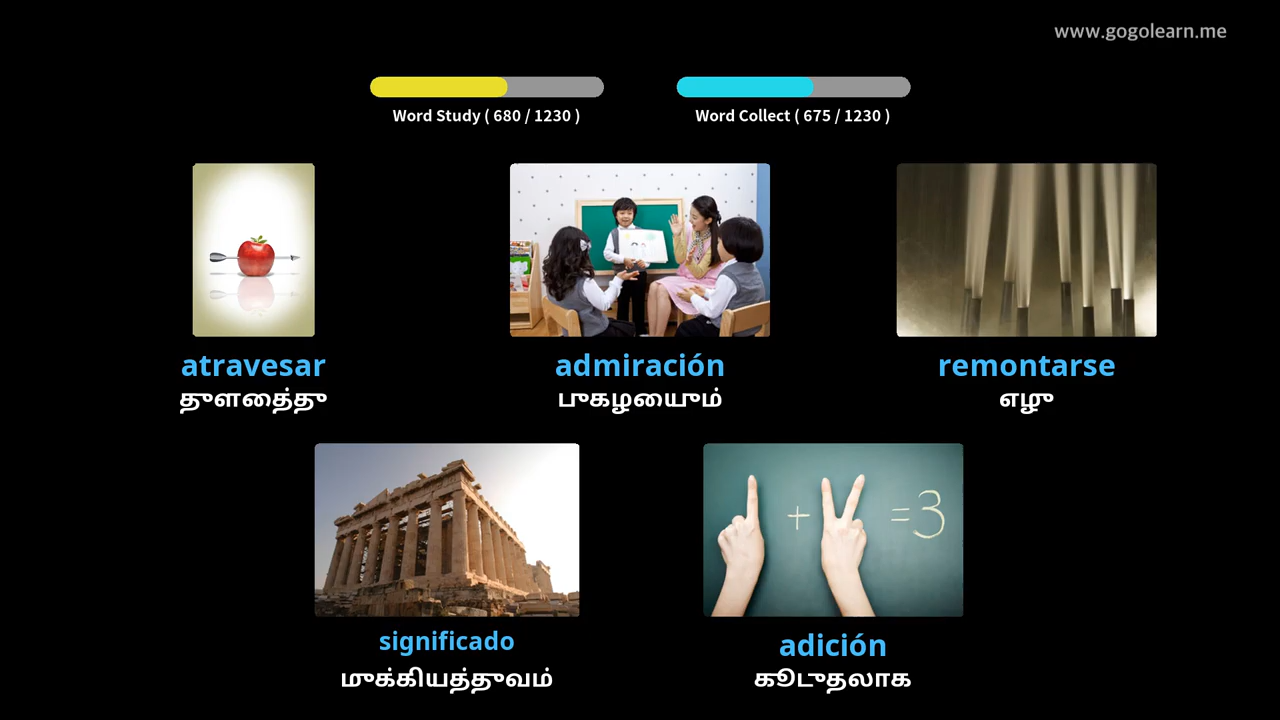 www.gogolearn.me
Word Study ( 680 / 1230 )
Word Collect ( 675 / 1230 )
atravesar
துளைத்து
admiración
புகழையும்
remontarse
எழு
+ =3
significado
முக்கியத்துவம்
adición
கூடுதலாக